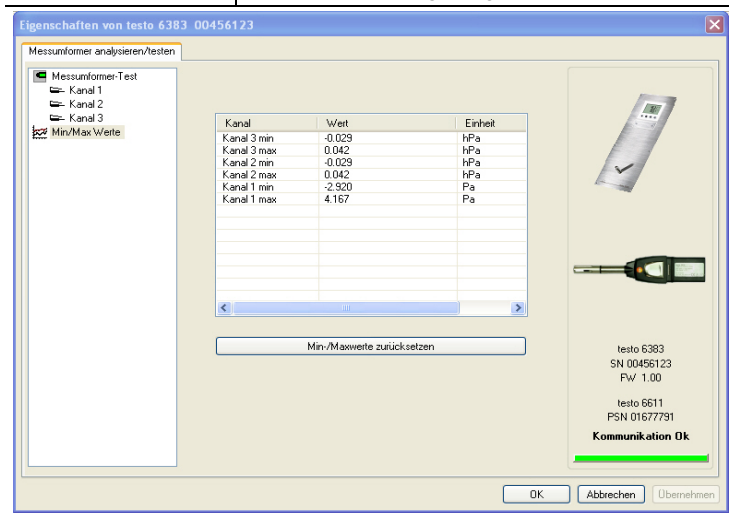 Eigenschaften von testo 6383 00456123
Messumformer analysieren/testen
Messumformer-Test
Kanal 1
Kanal 2
Kanal 3
Min/Max Werte
Kanal Wert Einheit
Kanal 3 min -0.029 hPa
Kanal 3 max 0.042 hPa
Kanal 2 min -0.029 hPa
Kanal 2 max 0.042 hPa
Kanal 1 min -2.920 Pa
Kanal 1 max 4.167 Pa
Min-/Maxwerte zurücksetzen
testo 6383
SN 00456123
FW 1.00
testo 6611
PSN 01677791
Kommunikation Ok
OK Abbrechen Übernehmen